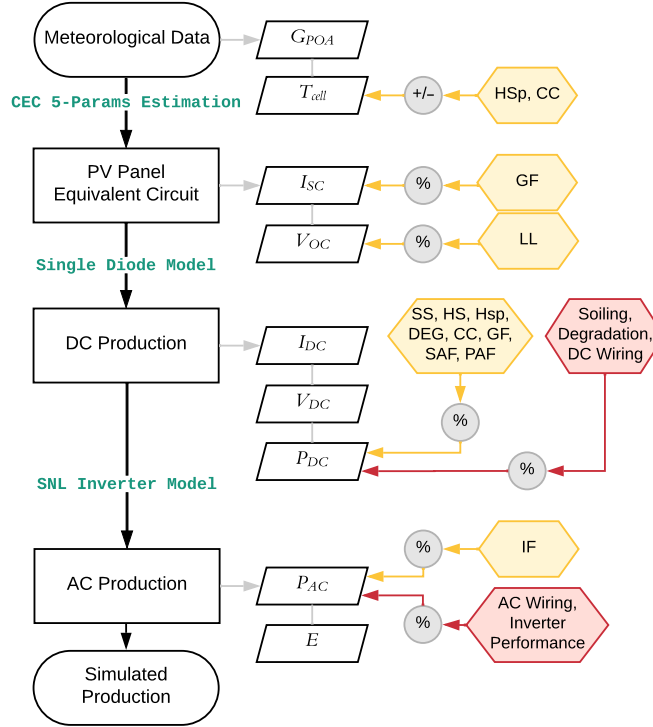 Meteorological Data
G_POA
T_cell
+/−
HSp, CC
CEC 5-Params Estimation
PV Panel
Equivalent Circuit
I_SC
%
GF
V_OC
%
LL
Single Diode Model
DC Production
I_DC
SS, HS, Hsp,
DEG, CC, GF,
SAF, PAF
Soiling,
Degradation,
DC Wiring
V_DC
%
P_DC
%
SNL Inverter Model
%
IF
AC Production
P_AC
%
AC Wiring,
Inverter
Performance
E
Simulated
Production